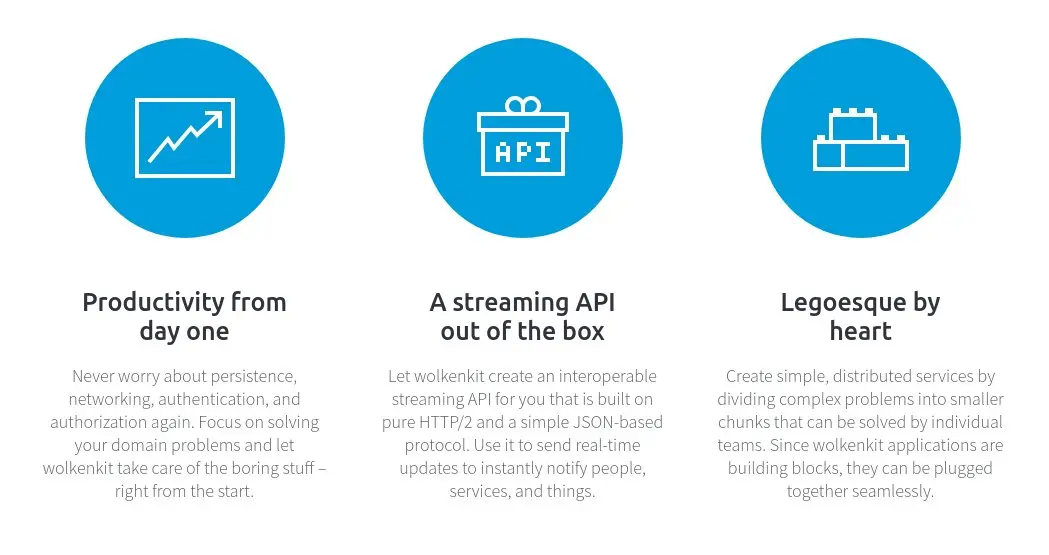 API
Productivity from
day one
Never worry about persistence,
networking, authentication, and
authorization again. Focus on solving
your domain problems and let
wolkenkit take care of the boring stuff –
right from the start.
A streaming API
out of the box
Let wolkenkit create an interoperable
streaming API for you that is built on
pure HTTP/2 and a simple JSON-based
protocol. Use it to send real-time
updates to instantly notify people,
services, and things.
Legoesque by
heart
Create simple, distributed services by
dividing complex problems into smaller
chunks that can be solved by individual
teams. Since wolkenkit applications are
building blocks, they can be plugged
together seamlessly.